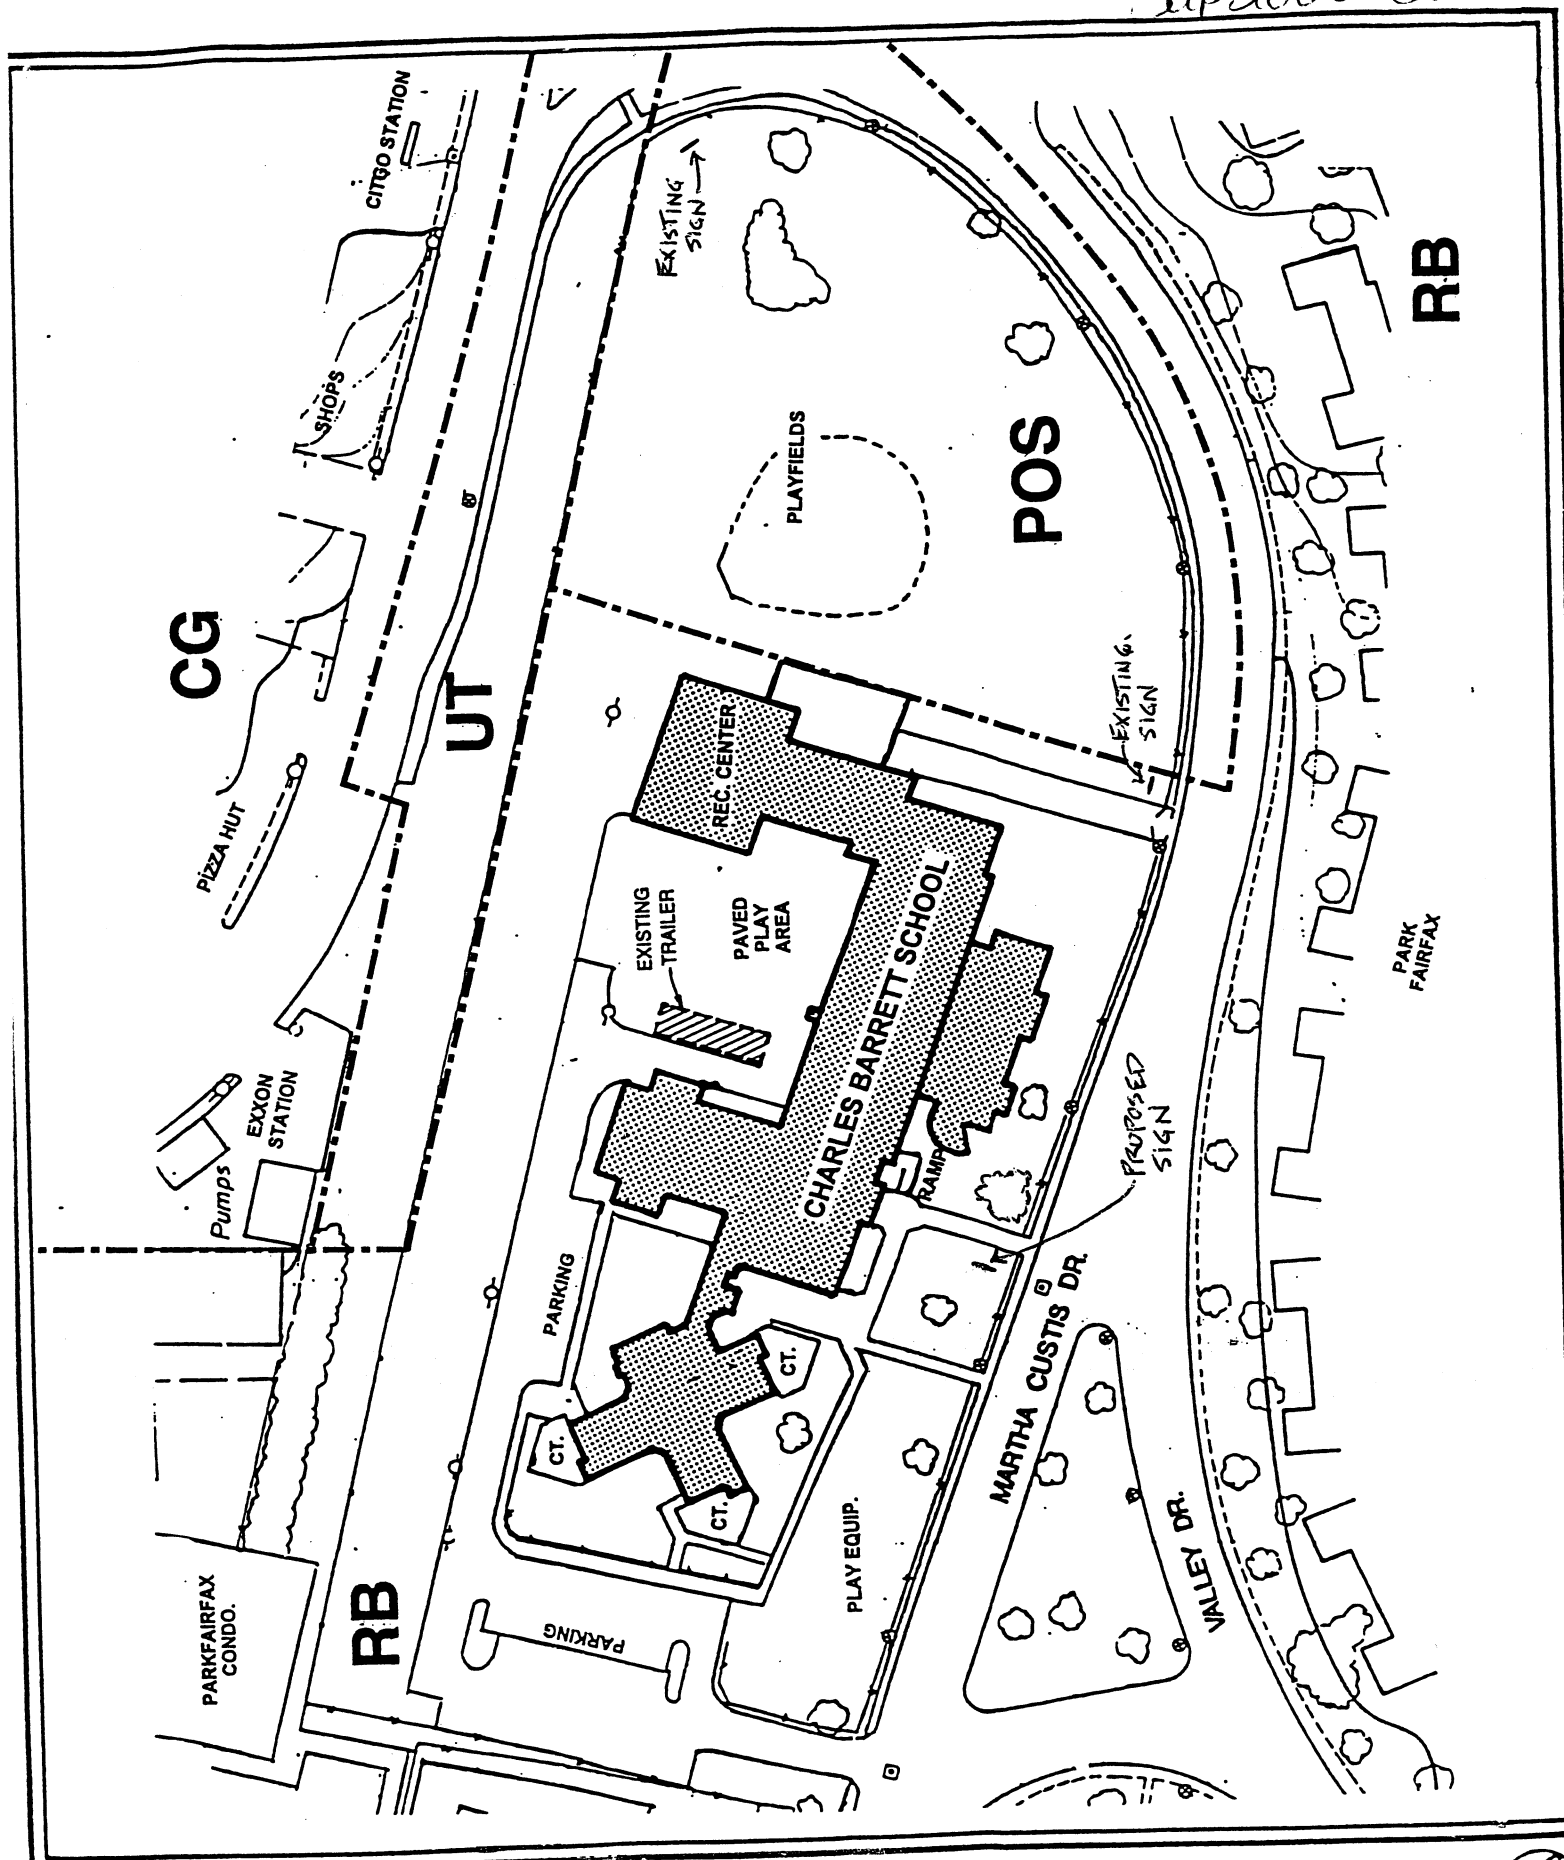 CITGO STATION
EXISTING
SIGN
RB
SHOPS
PLAYFIELDS
POS
CG
UT
EXISTING
SIGN
REC. CENTER
PIZZA HUT
EXISTING
TRAILER
PAVED
PLAY
AREA
CHARLES BARRETT SCHOOL
PARK
FAIRFAX
EXXON
STATION
Pumps
RAMP
PROPOSED
SIGN
PARKING
MARTHA CUSTIS DR.
CT.
CT.
CT.
PLAY EQUIP.
VALLEY DR.
PARKFAIRFAX
CONDO.
RB
PARKING